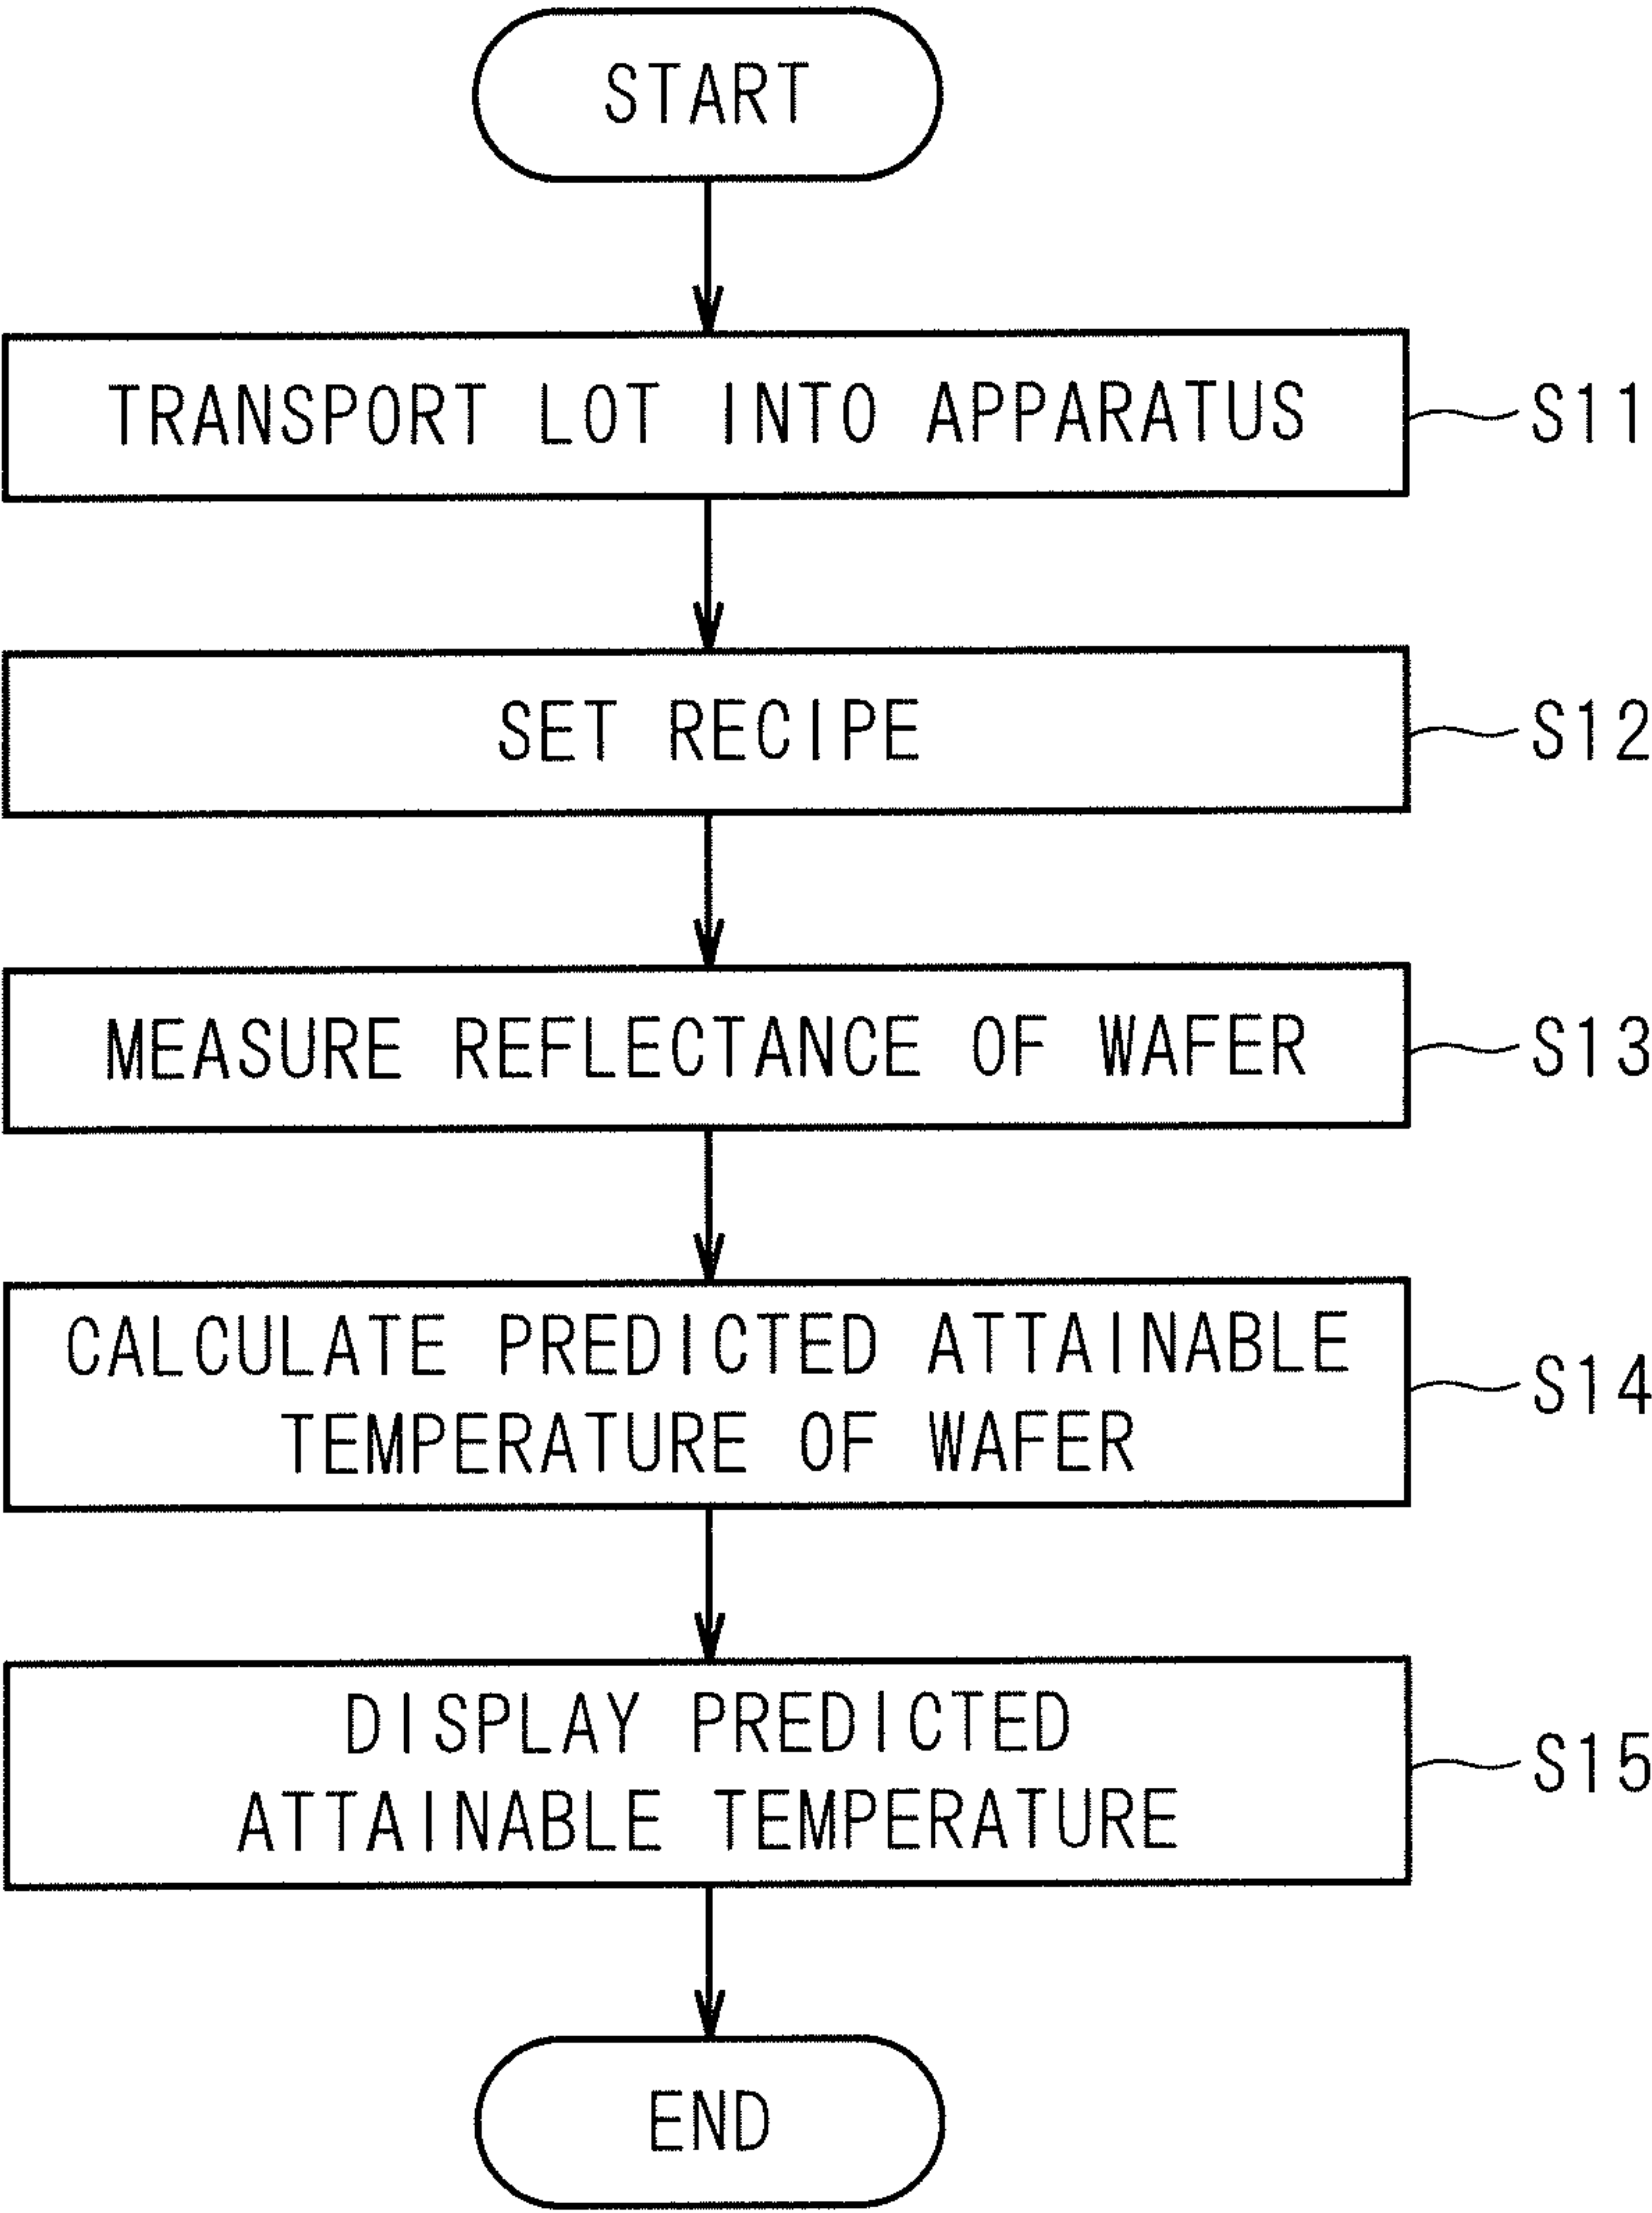 START
TRANSPORT LOT INTO APPARATUS
S11
SET RECIPE
S12
MEASURE REFLECTANCE OF WAFER
S13
CALCULATE PREDICTED ATTAINABLE
TEMPERATURE OF WAFER
S14
DISPLAY PREDICTED
ATTAINABLE TEMPERATURE
S15
END